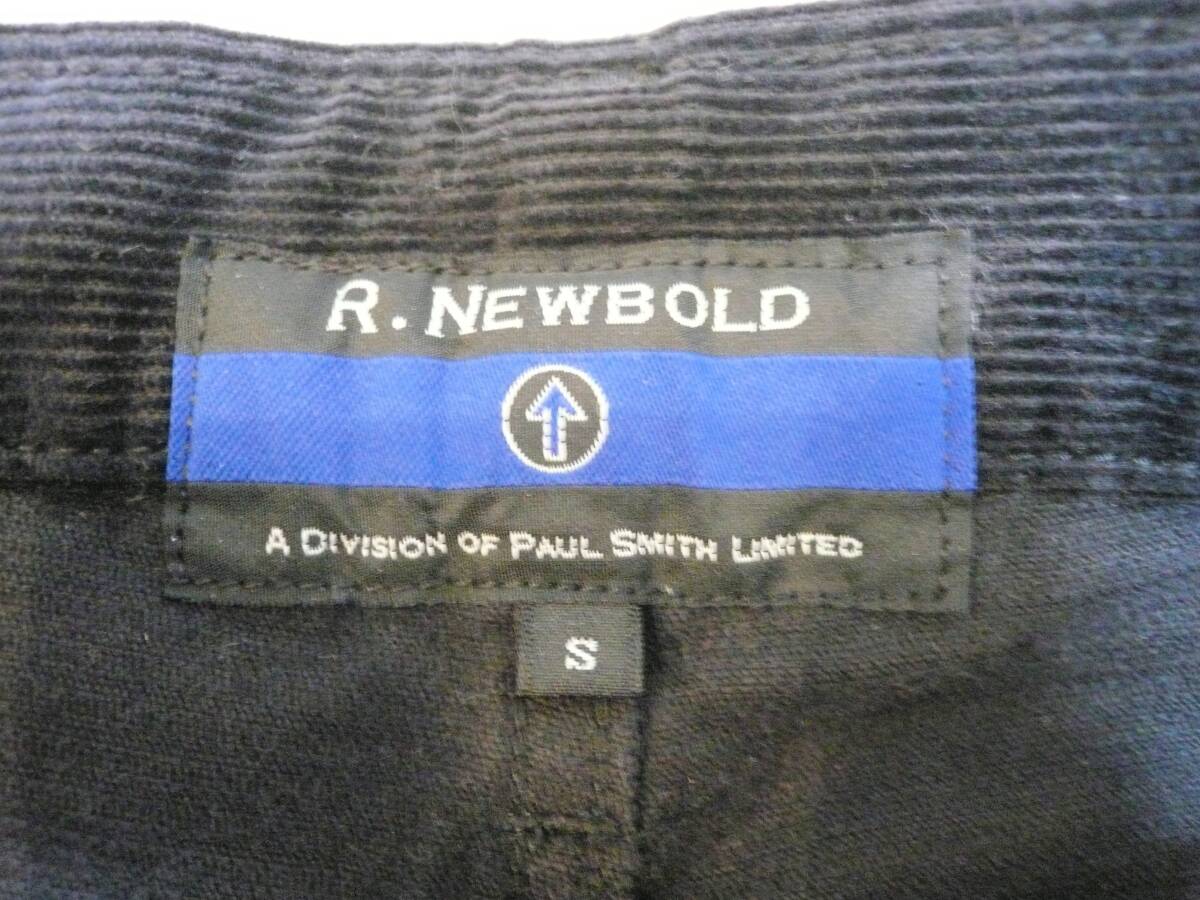 R. NEWBOLD
A DIVISION OF PAUL SMITH LIMITED
S